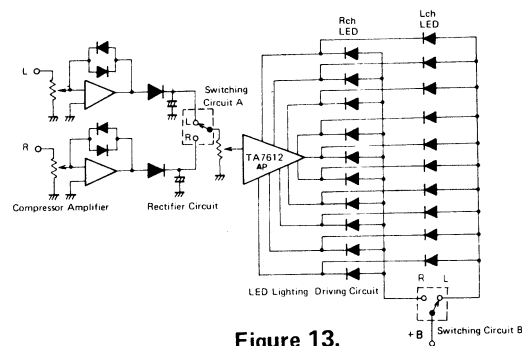 Rch
LED
Lch
LED
L
Switching
Circuit A
L
R
R
TA7612
AP
Compressor Amplifier
Rectifier Circuit
LED Lighting Driving Circuit
R L
+B
Switching Circuit B
Figure 13.